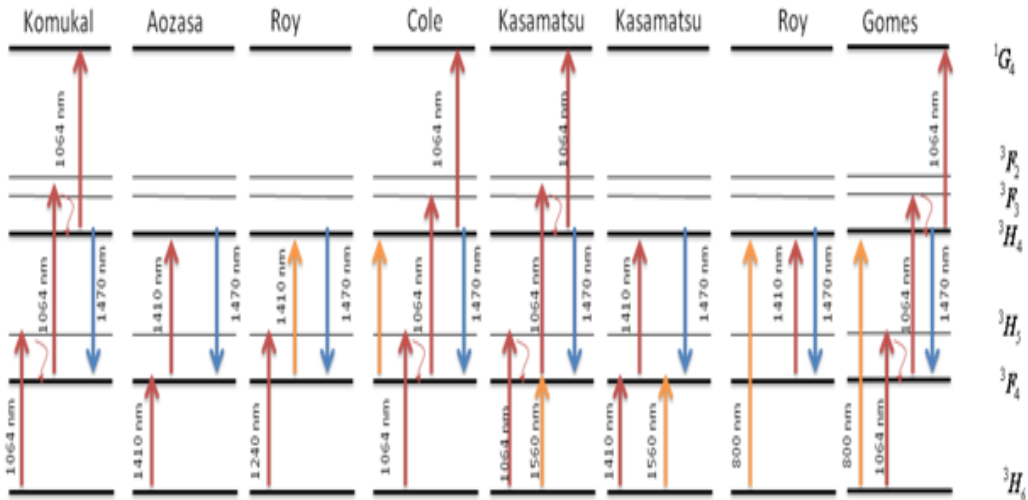 Komukal Aozasa Roy Cole Kasamatsu Kasamatsu Roy Gomes
1064 nm
1064 nm
1470 nm
1064 nm
1410 nm
1470 nm
1410 nm
1410 nm
1470 nm
1240 nm
1064 nm
1064 nm
1470 nm
1064 nm
1064 nm
1064 nm
1470 nm
1064 nm
1560 nm
1410 nm
1470 nm
1410 nm
1560 nm
1410 nm
1470 nm
800 nm
1064 nm
1064 nm
1470 nm
800 nm
1064 nm
¹G₄
³F₂
³F₃
³H₄
³H₅
³F₄
³H₆